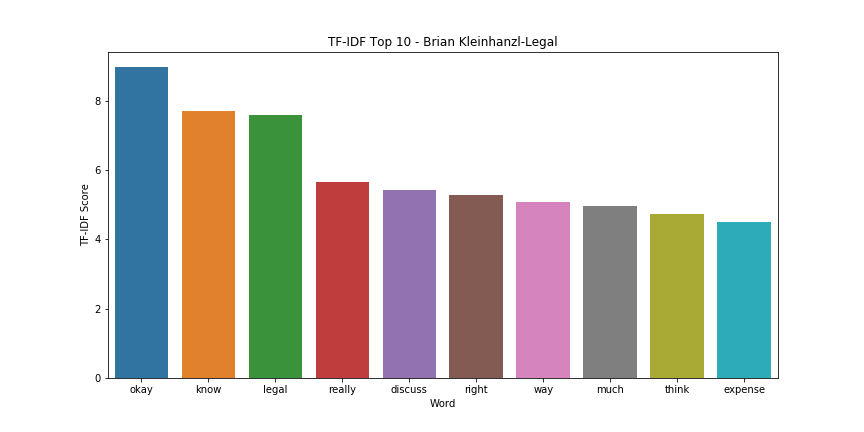 TF-IDF Top 10 - Brian Kleinhanzl-Legal
TF-IDF Score
8
6
4
2
0
okay know legal really discuss right way much think expense
Word